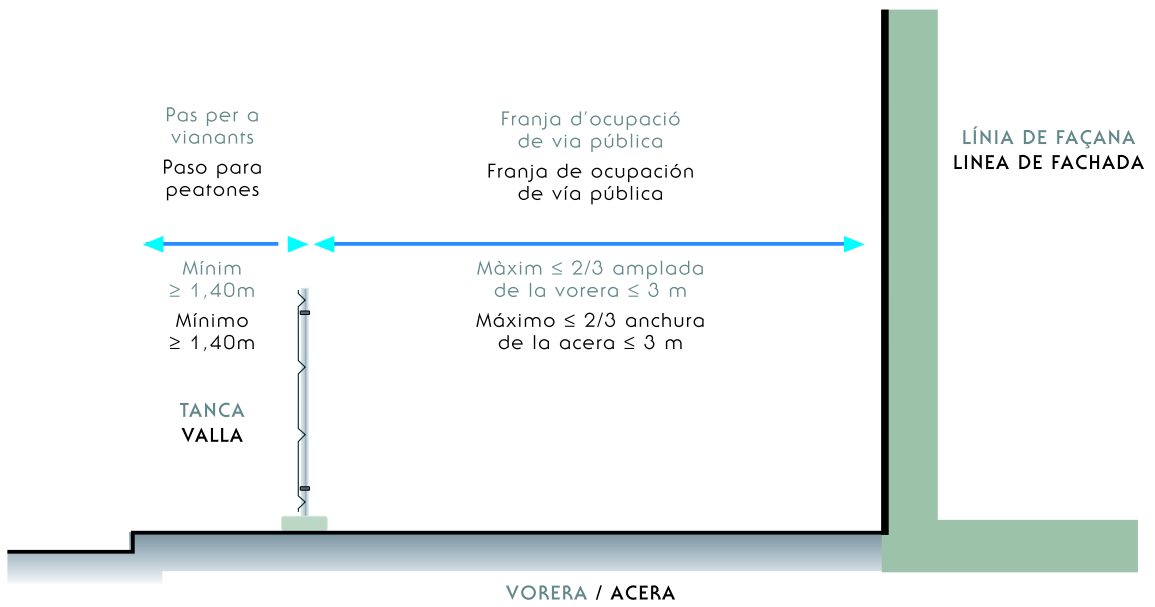 Pas per a
vianants
Paso para
peatones
Franja d'ocupació
de via pública
Franja de ocupación
de vía pública
LÍNIA DE FAÇANA
LINEA DE FACHADA
Mínim
≥ 1,40m
Mínimo
≥ 1,40m
Màxim ≤ 2/3 amplada
de la vorera ≤ 3 m
Máximo ≤ 2/3 anchura
de la acera ≤ 3 m
TANCA
VALLA
VORERA / ACERA